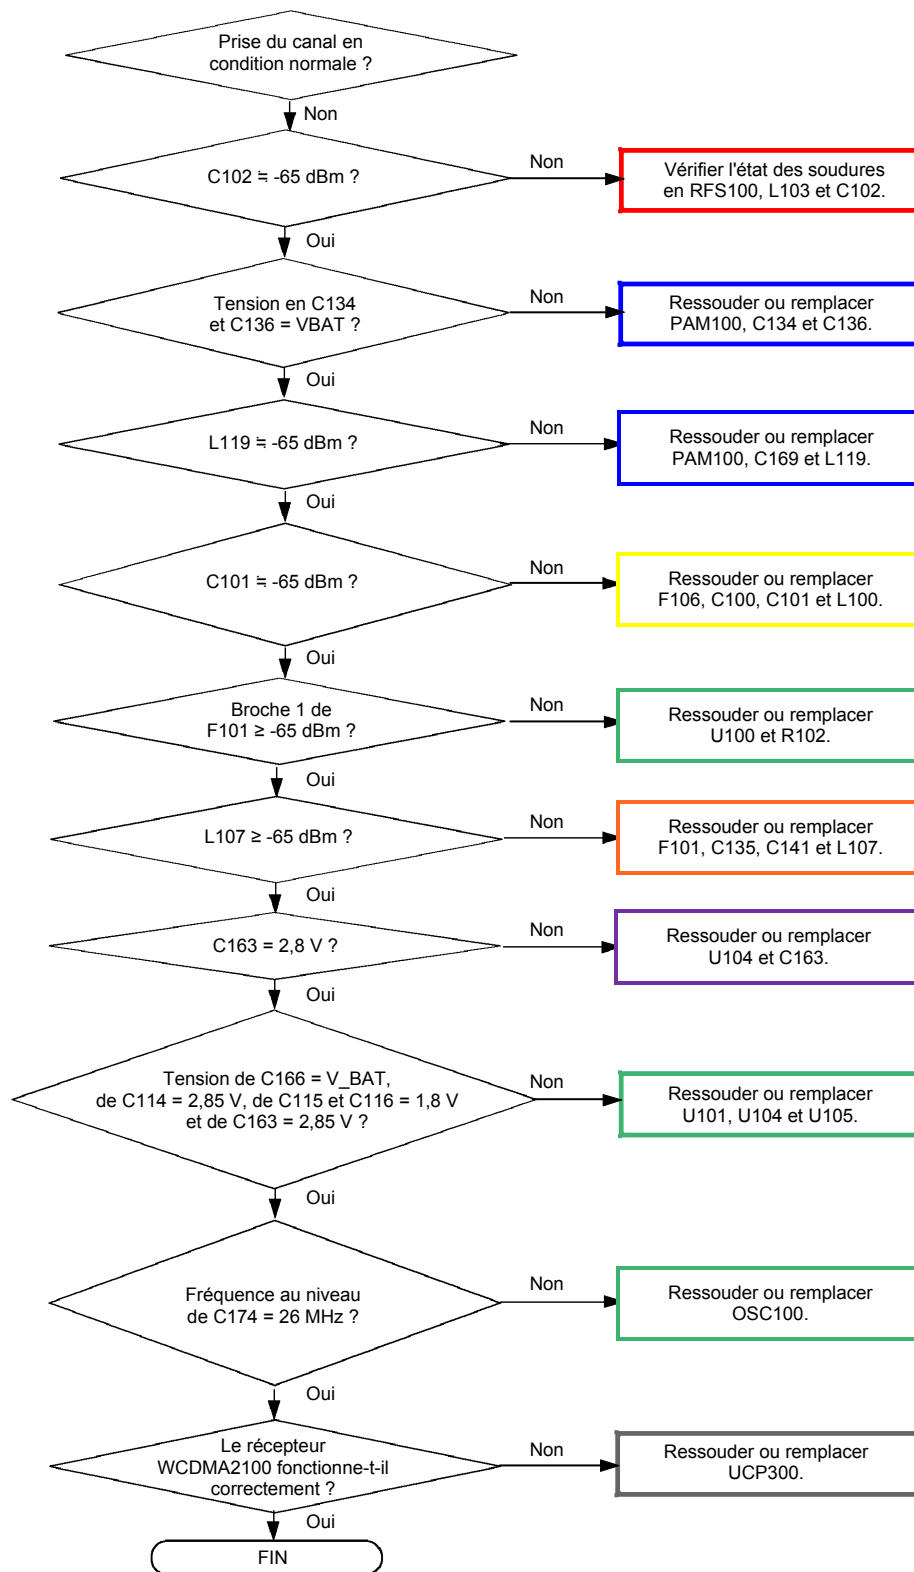 Prise du canal en
condition normale ?
Non
C102 ≒ -65 dBm ?
Non
Vérifier l'état des soudures
en RFS100, L103 et C102.
Oui
Tension en C134
et C136 = VBAT ?
Non
Ressouder ou remplacer
PAM100, C134 et C136.
Oui
L119 ≒ -65 dBm ?
Non
Ressouder ou remplacer
PAM100, C169 et L119.
Oui
C101 ≒ -65 dBm ?
Non
Ressouder ou remplacer
F106, C100, C101 et L100.
Oui
Broche 1 de
F101 ≥ -65 dBm ?
Non
Ressouder ou remplacer
U100 et R102.
Oui
L107 ≥ -65 dBm ?
Non
Ressouder ou remplacer
F101, C135, C141 et L107.
Oui
C163 = 2,8 V ?
Non
Ressouder ou remplacer
U104 et C163.
Oui
Tension de C166 = V_BAT,
de C114 = 2,85 V, de C115 et C116 = 1,8 V
et de C163 = 2,85 V ?
Non
Ressouder ou remplacer
U101, U104 et U105.
Oui
Fréquence au niveau
de C174 = 26 MHz ?
Non
Ressouder ou remplacer
OSC100.
Oui
Le récepteur
WCDMA2100 fonctionne-t-il
correctement ?
Non
Ressouder ou remplacer
UCP300.
Oui
FIN